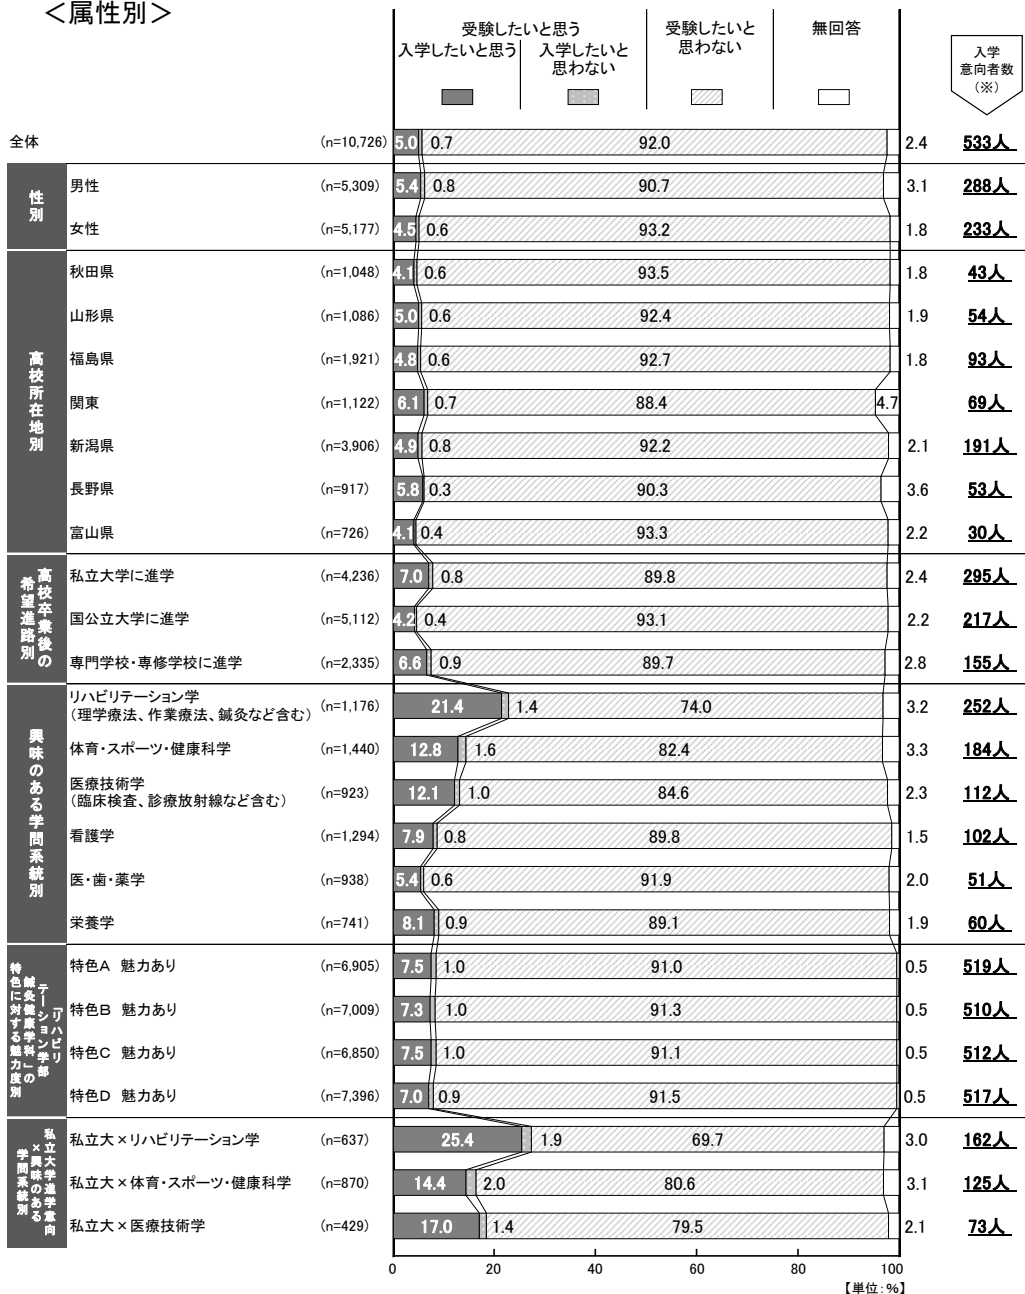 ＜属性別＞
受験したいと思う
受験したいと
思わない
無回答
入学したいと思う
入学したいと
思わない
入学
意向者数
（※）
全体 (n=10,726) 5.0 0.7 92.0 2.4 533人
性別
男性 (n=5,309) 5.4 0.8 90.7 3.1 288人
女性 (n=5,177) 4.5 0.6 93.2 1.8 233人
高校所在地別
秋田県 (n=1,048) 4.1 0.6 93.5 1.8 43人
山形県 (n=1,086) 5.0 0.6 92.4 1.9 54人
福島県 (n=1,921) 4.8 0.6 92.7 1.8 93人
関東 (n=1,122) 6.1 0.7 88.4 4.7 69人
新潟県 (n=3,906) 4.9 0.8 92.2 2.1 191人
長野県 (n=917) 5.8 0.3 90.3 3.6 53人
富山県 (n=726) 4.1 0.4 93.3 2.2 30人
高校卒業後の
希望進路別
私立大学に進学 (n=4,236) 7.0 0.8 89.8 2.4 295人
国公立大学に進学 (n=5,112) 4.2 0.4 93.1 2.2 217人
専門学校・専修学校に進学 (n=2,335) 6.6 0.9 89.7 2.8 155人
興味のある学問系統別
リハビリテーション学
（理学療法、作業療法、鍼灸など含む） (n=1,176) 21.4 1.4 74.0 3.2 252人
体育・スポーツ・健康科学 (n=1,440) 12.8 1.6 82.4 3.3 184人
医療技術学
（臨床検査、診療放射線など含む） (n=923) 12.1 1.0 84.6 2.3 112人
看護学 (n=1,294) 7.9 0.8 89.8 1.5 102人
医・歯・薬学 (n=938) 5.4 0.6 91.9 2.0 51人
栄養学 (n=741) 8.1 0.9 89.1 1.9 60人
「リハビリ
テーション学部
鍼灸健康学科」の
特色に対する魅力度別
特色A 魅力あり (n=6,905) 7.5 1.0 91.0 0.5 519人
特色B 魅力あり (n=7,009) 7.3 1.0 91.3 0.5 510人
特色C 魅力あり (n=6,850) 7.5 1.0 91.1 0.5 512人
特色D 魅力あり (n=7,396) 7.0 0.9 91.5 0.5 517人
私立大学進学意向
×興味のある
学問系統別
私立大×リハビリテーション学 (n=637) 25.4 1.9 69.7 3.0 162人
私立大×体育・スポーツ・健康科学 (n=870) 14.4 2.0 80.6 3.1 125人
私立大×医療技術学 (n=429) 17.0 1.4 79.5 2.1 73人
0 20 40 60 80 100
【単位：%】